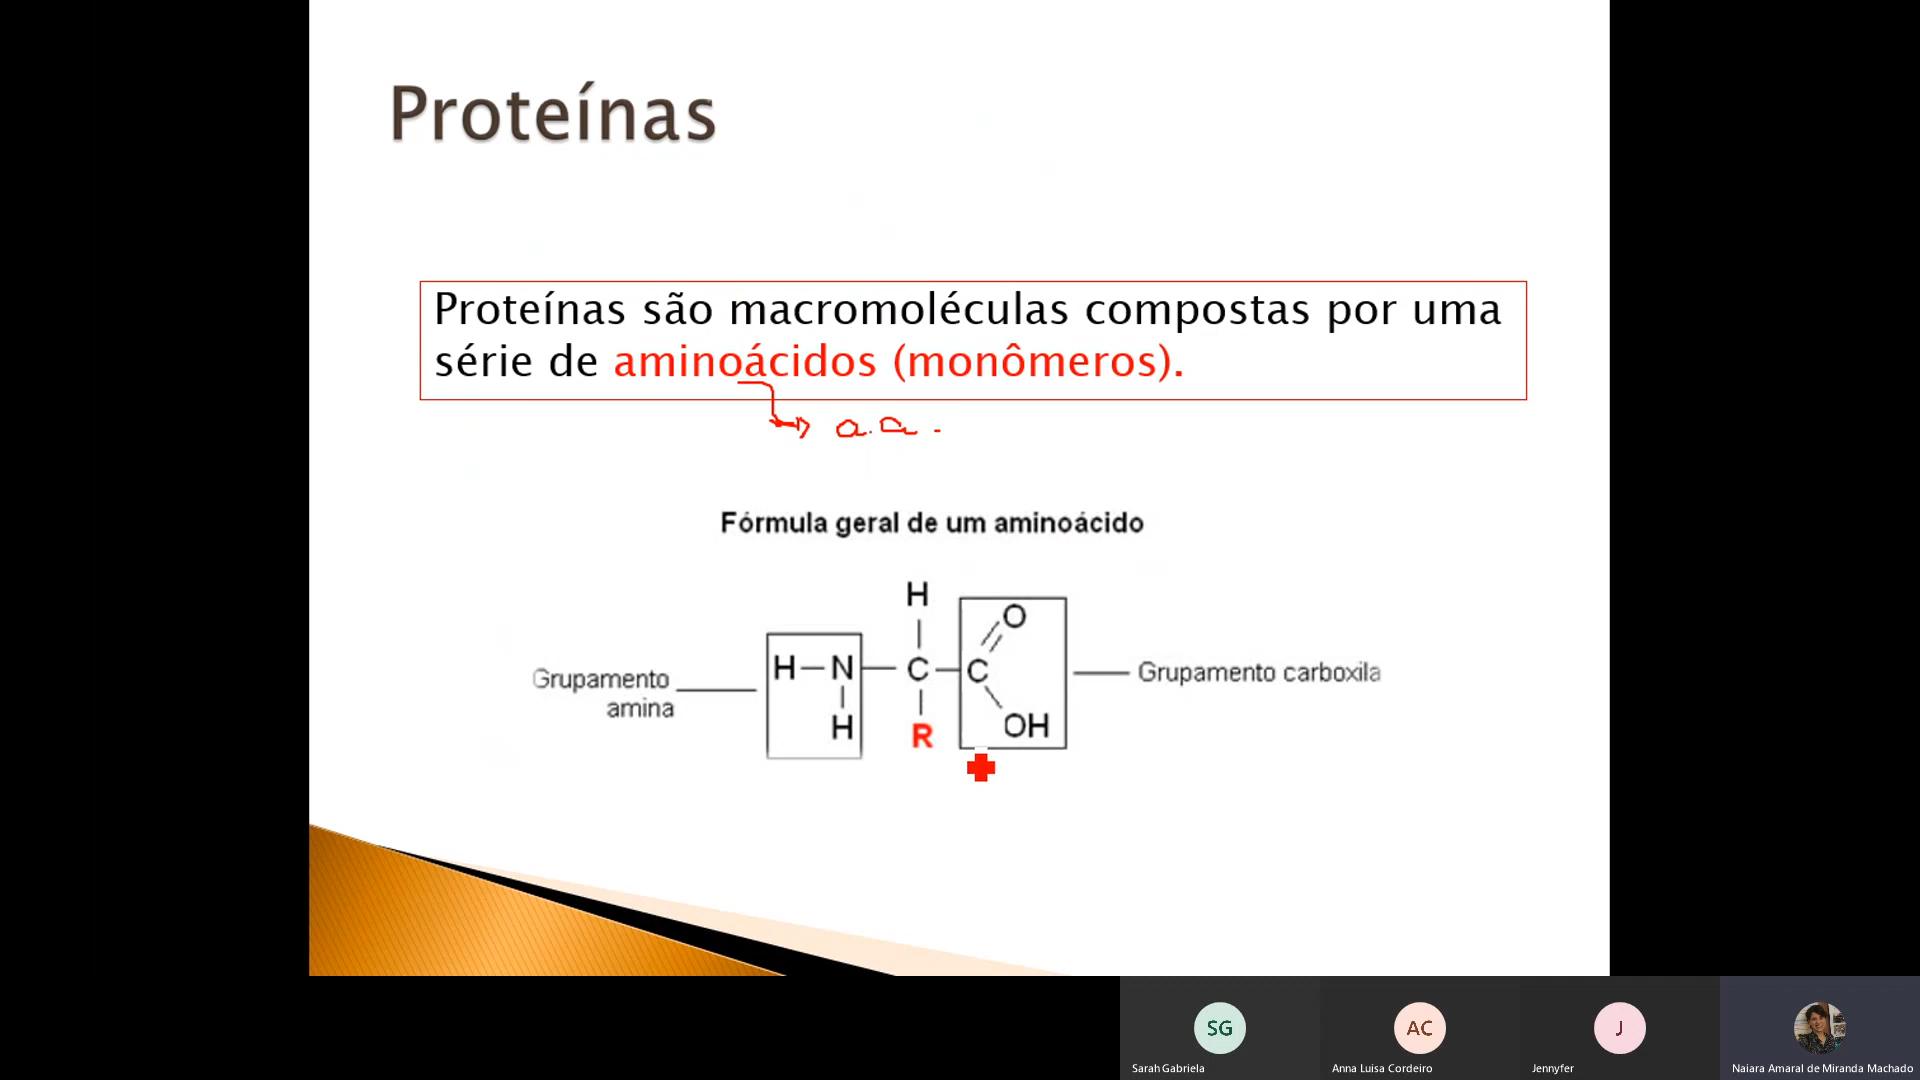 Proteínas
Proteínas são macromoléculas compostas por uma
série de aminoácidos (monômeros).
a.a.
Fórmula geral de um aminoácido
H
O
H N C C
Grupamento
amina
Grupamento carboxila
H R OH
SG AC J
Sarah Gabriela Anna Luisa Cordeiro Jennyfer Naiara Amaral de Miranda Machado